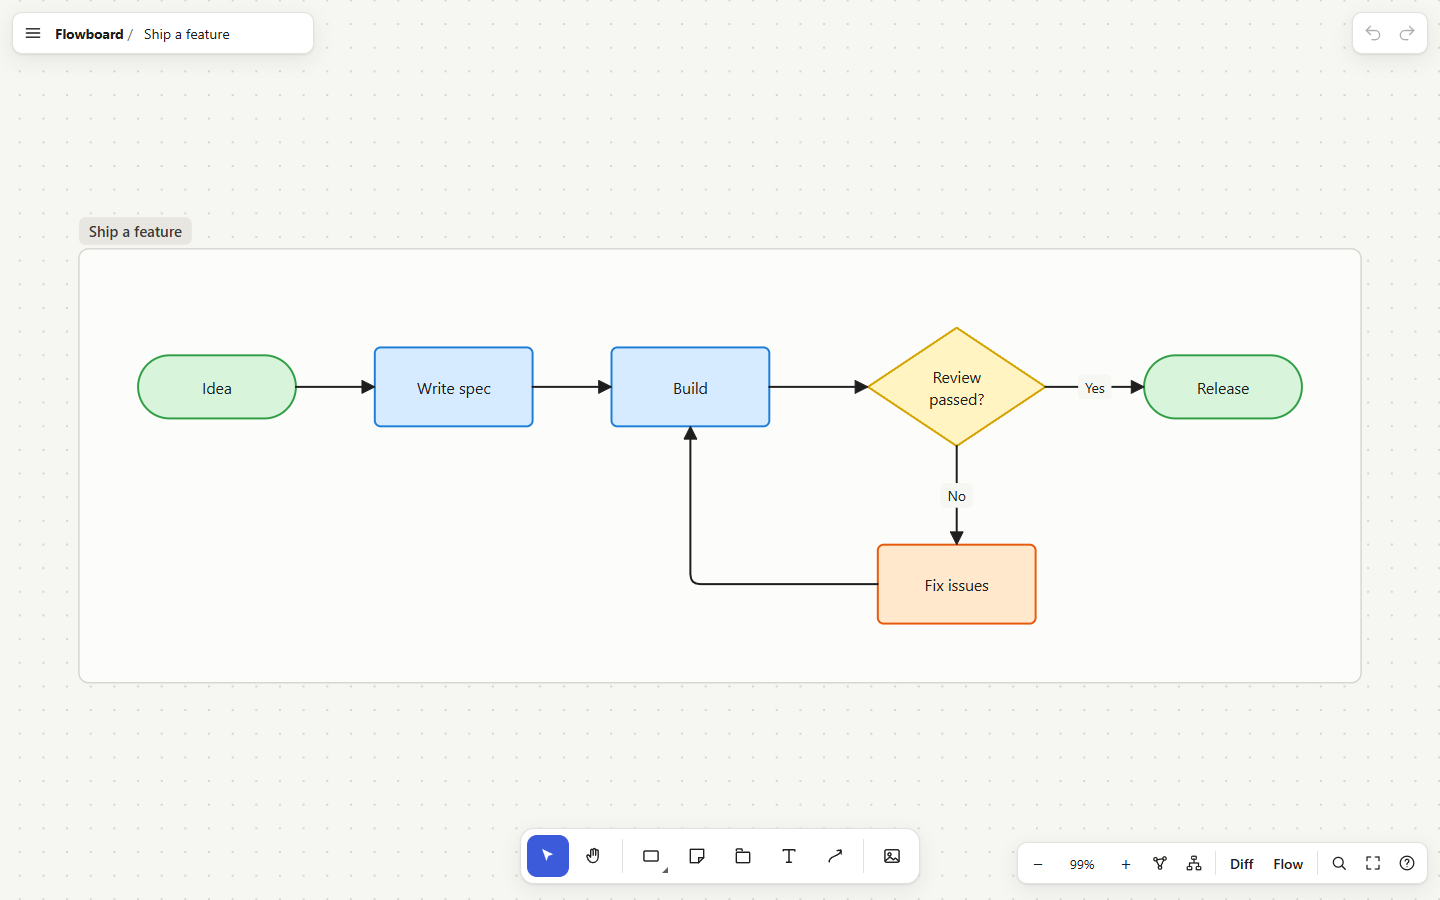 Flowboard / Ship a feature
Ship a feature
Idea
Write spec
Build
Review
passed?
Yes
Release
No
Fix issues
99%
Diff
Flow